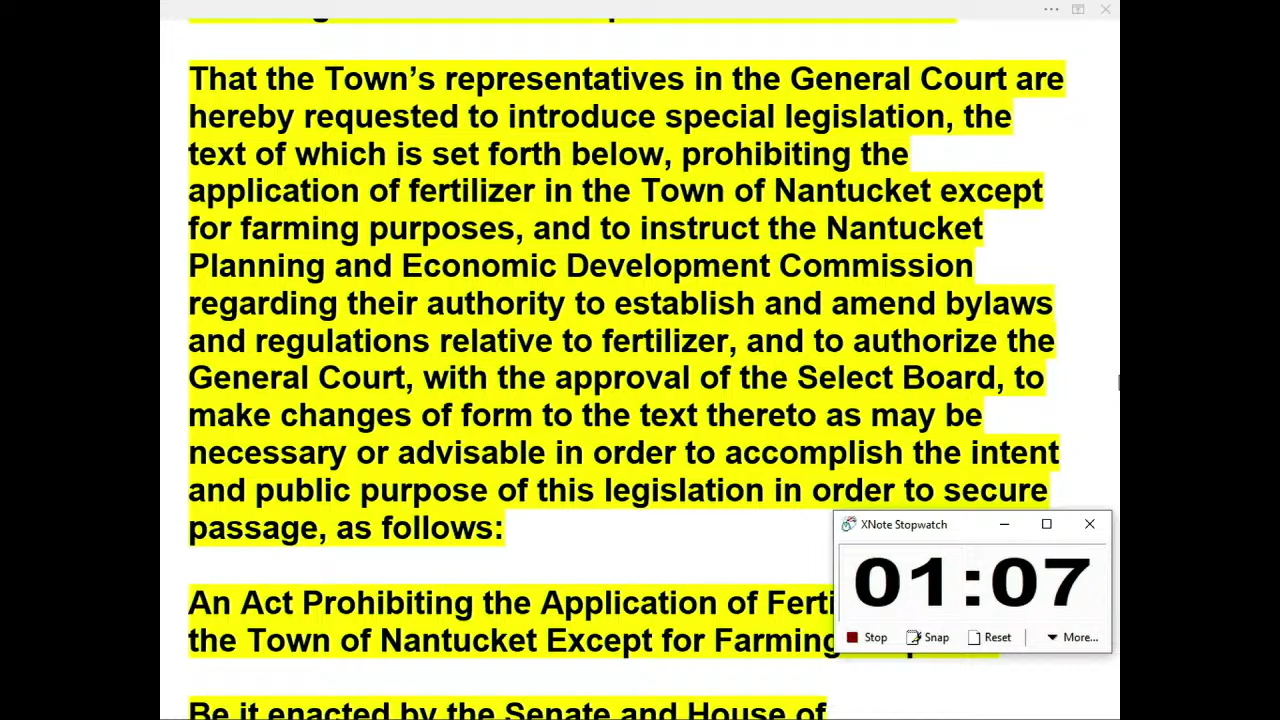 That the Town’s representatives in the General Court are
hereby requested to introduce special legislation, the
text of which is set forth below, prohibiting the
application of fertilizer in the Town of Nantucket except
for farming purposes, and to instruct the Nantucket
Planning and Economic Development Commission
regarding their authority to establish and amend bylaws
and regulations relative to fertilizer, and to authorize the
General Court, with the approval of the Select Board, to
make changes of form to the text thereto as may be
necessary or advisable in order to accomplish the intent
and public purpose of this legislation in order to secure
passage, as follows:
An Act Prohibiting the Application of
the Town of Nantucket Except for Farming
Be it enacted by the Senate and House of
XNote Stopwatch
01:07
Stop Snap Reset More...